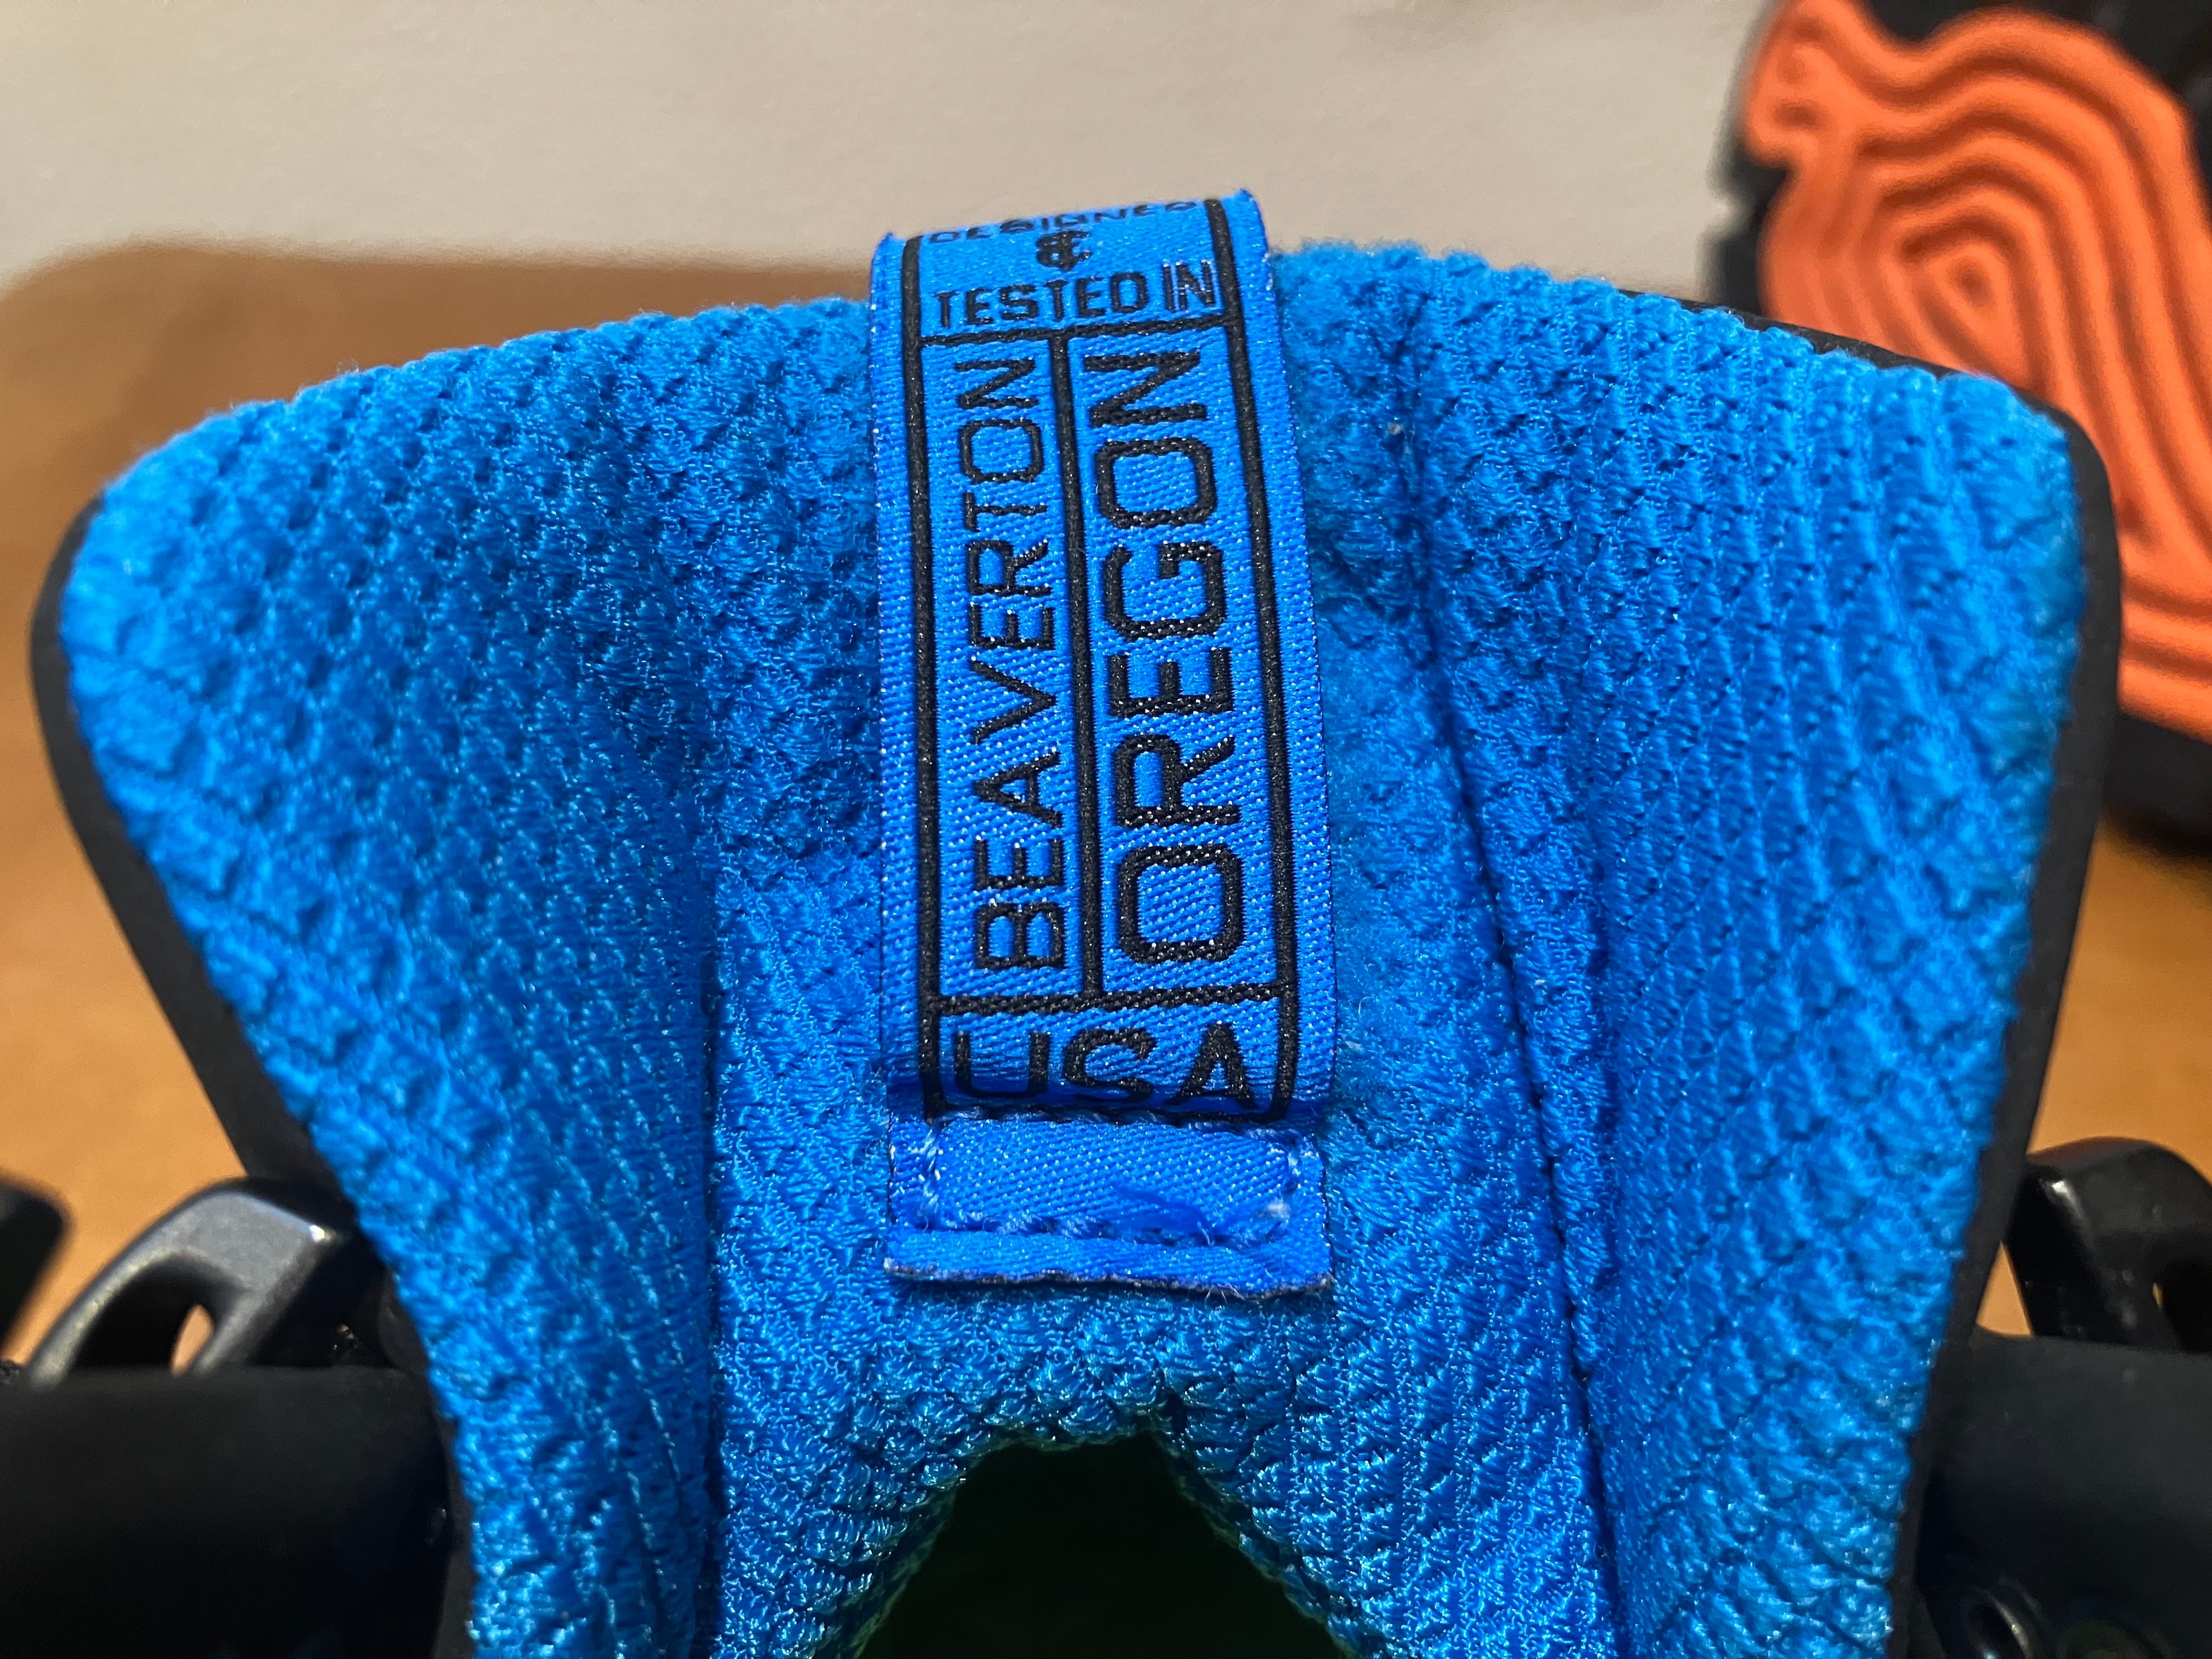 DESIGNED
&
TESTED IN
BEAVERTON
OREGON
USA